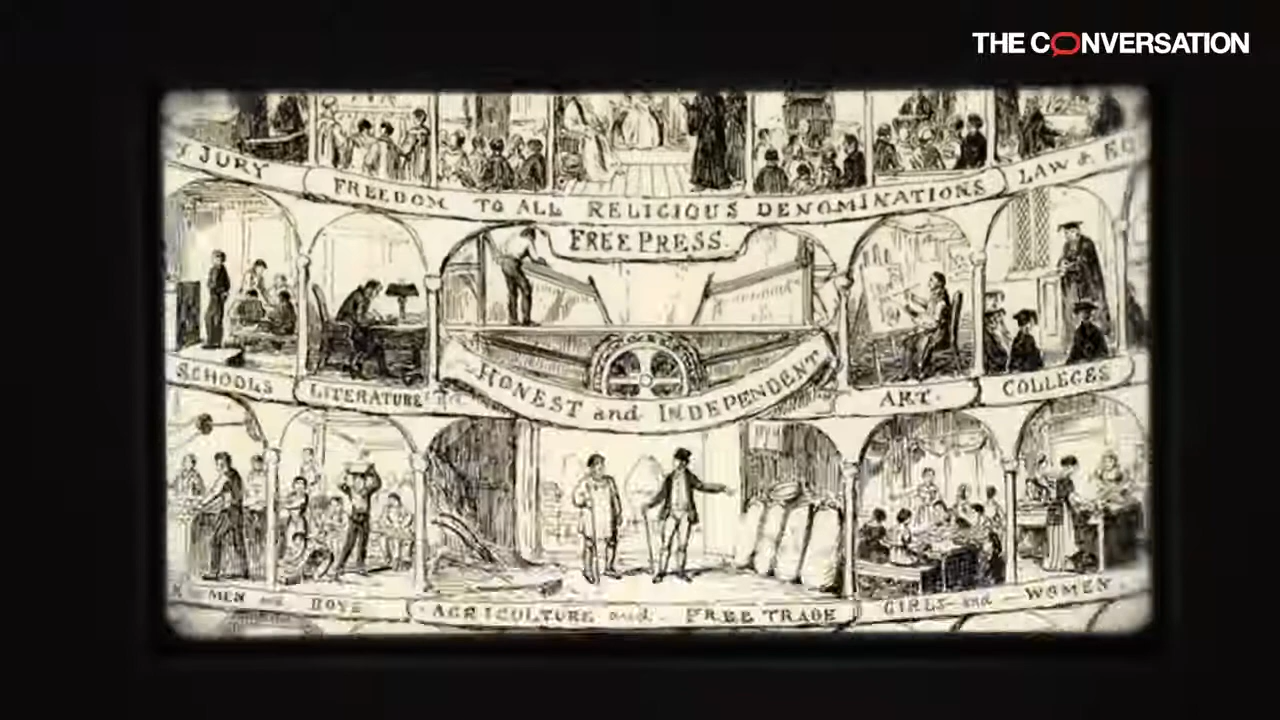 THE CONVERSATION
JURY
FREEDOM TO ALL RELIGIOUS DENOMINATIONS
LAW &
FREE PRESS.
SCHOOLS
LITERATURE
HONEST and INDEPENDENT
ART.
COLLEGES
MEN
BOYS
AGRICULTURE and FREE TRADE
GIRLS and WOMEN.